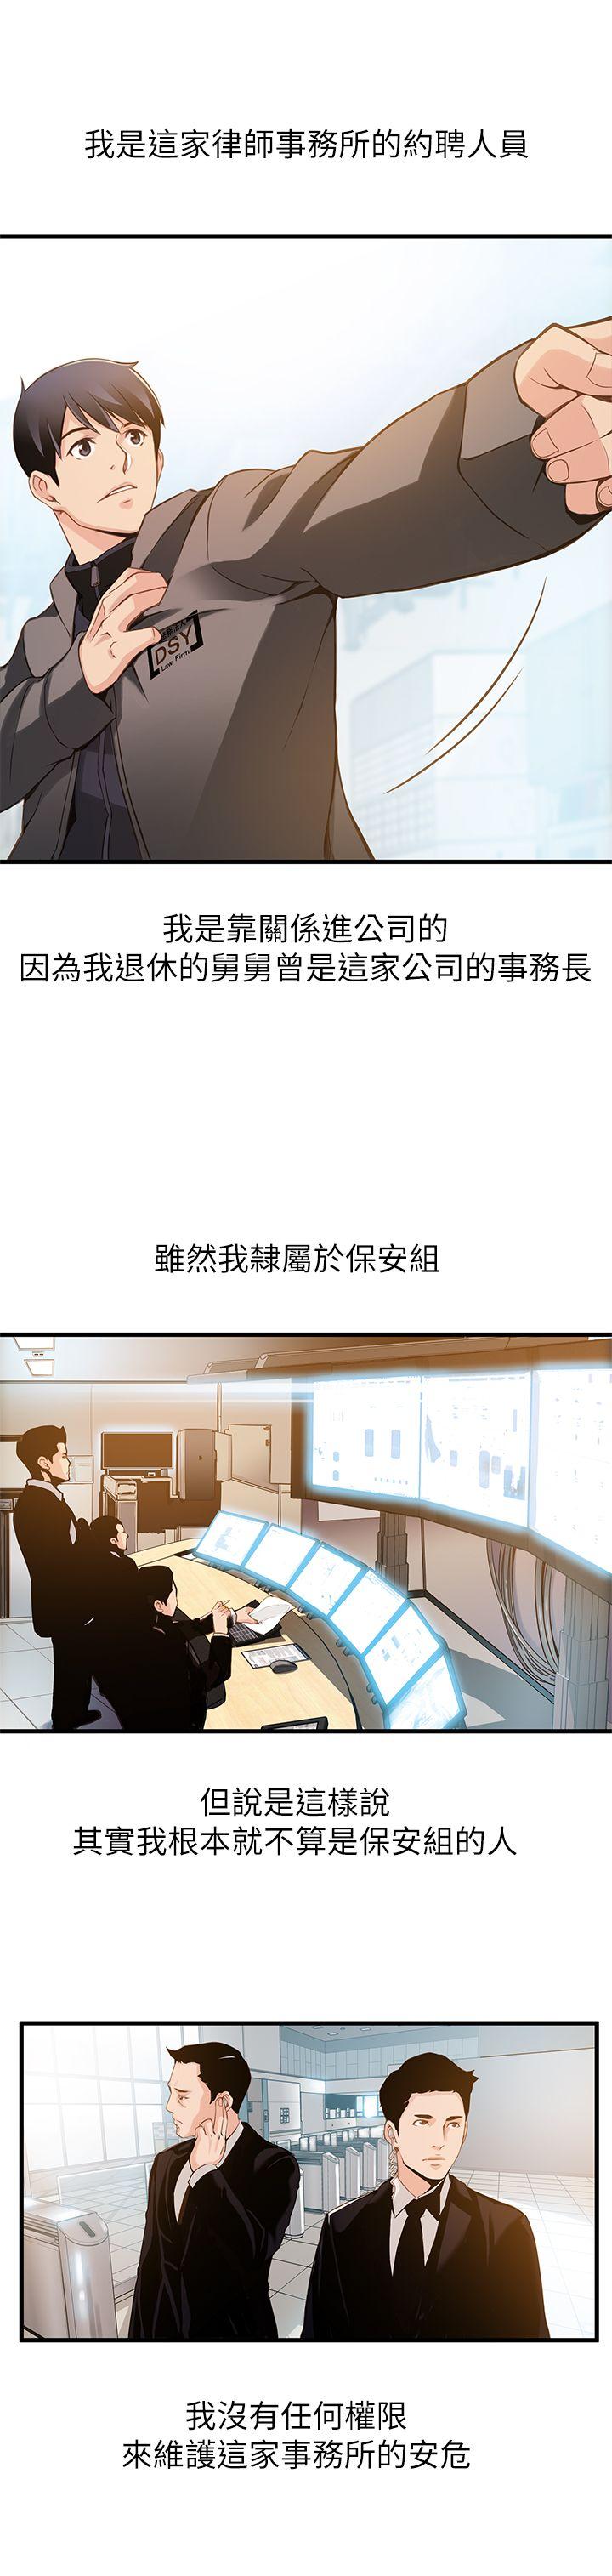 我是這家律師事務所的約聘人員
DSY
Law Firm
我是靠關係進公司的
因為我退休的舅舅曾是這家公司的事務長
雖然我隸屬於保安組
但說是這樣說
其實我根本就不算是保安組的人
我沒有任何權限
來維護這家事務所的安危